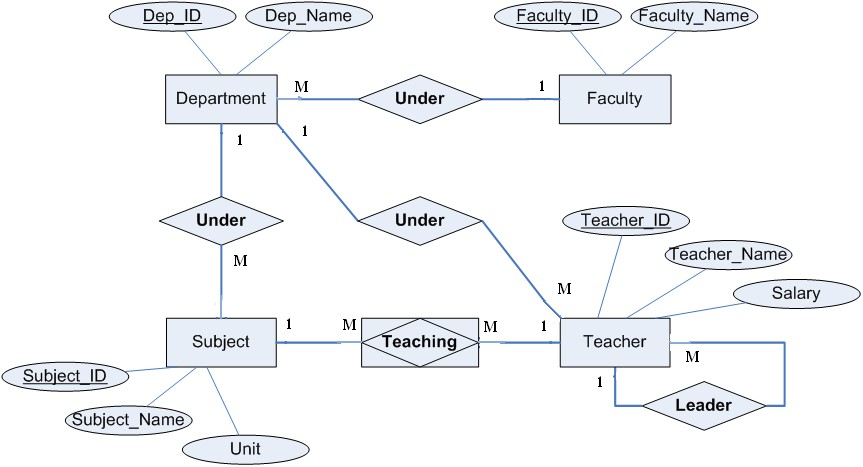 Dep_ID
Dep_Name
Faculty_ID
Faculty_Name
Department
M
Under
1
Faculty
1
1
Under
Under
Teacher_ID
M
Teacher_Name
M
Salary
Subject
1
M
Teaching
M
1
Teacher
M
Subject_ID
1
Leader
Subject_Name
Unit